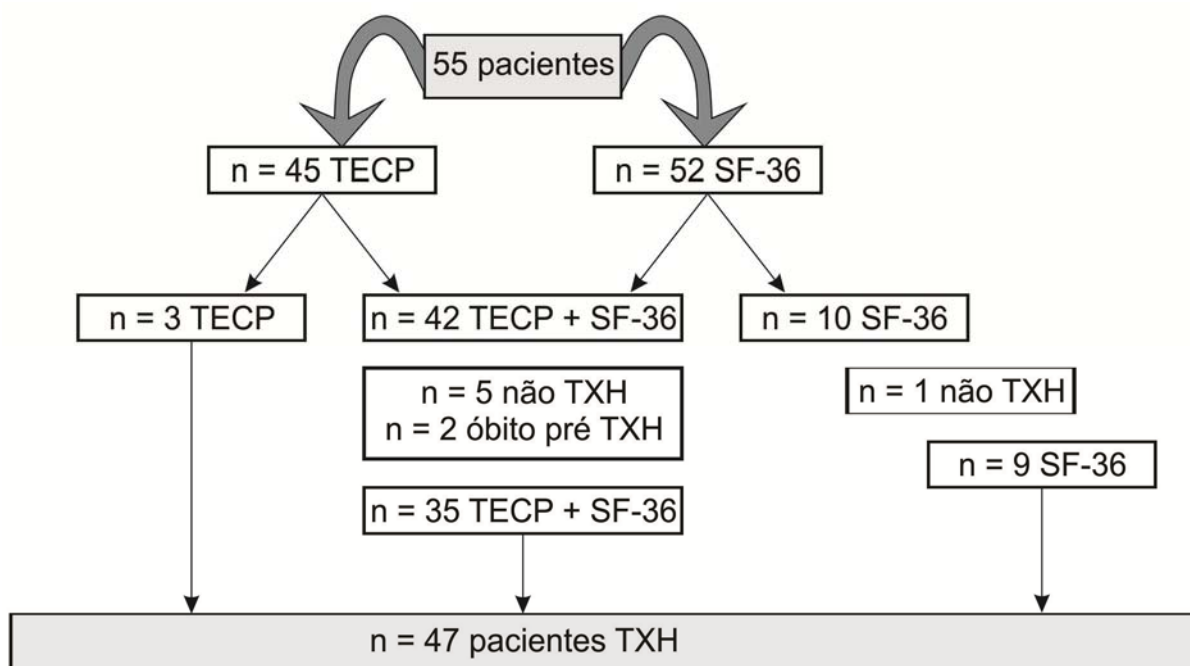 55 pacientes
n = 45 TECP
n = 52 SF-36
n = 3 TECP
n = 42 TECP + SF-36
n = 10 SF-36
n = 5 não TXH
n = 2 óbito pré TXH
n = 1 não TXH
n = 9 SF-36
n = 35 TECP + SF-36
n = 47 pacientes TXH